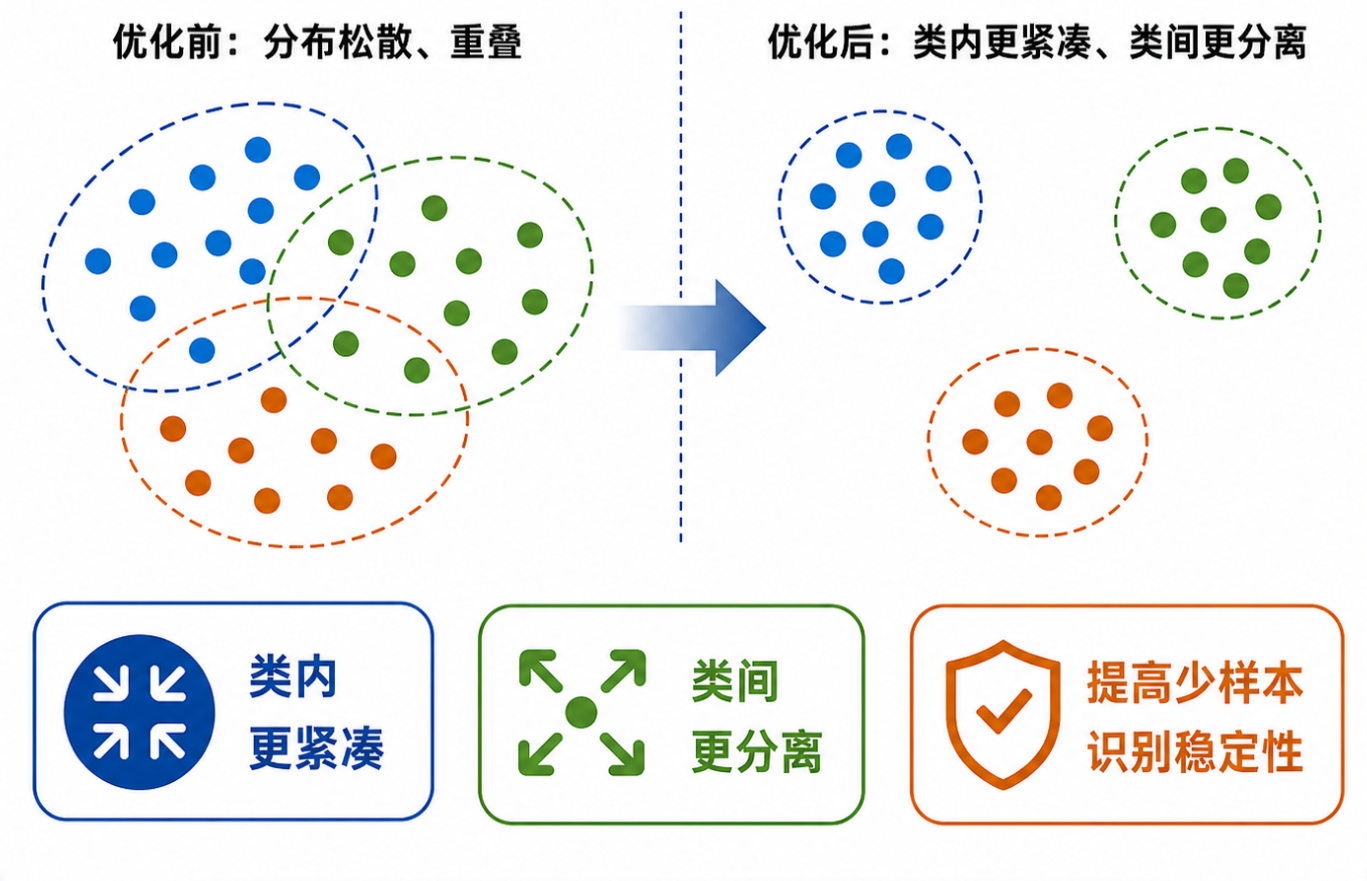 优化前：分布松散、重叠
优化后：类内更紧凑、类间更分离
类内
更紧凑
类间
更分离
提高少样本
识别稳定性